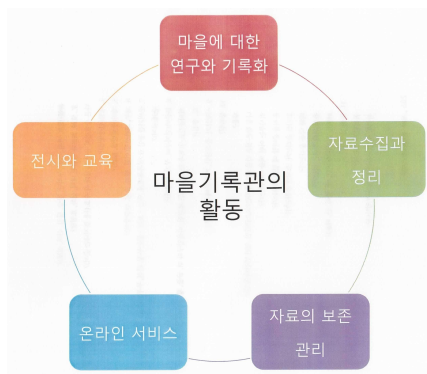 마을에 대한
연구와 기록화
자료수집과
정리
자료의 보존
관리
온라인 서비스
전시와 교육
마을기록관의
활동